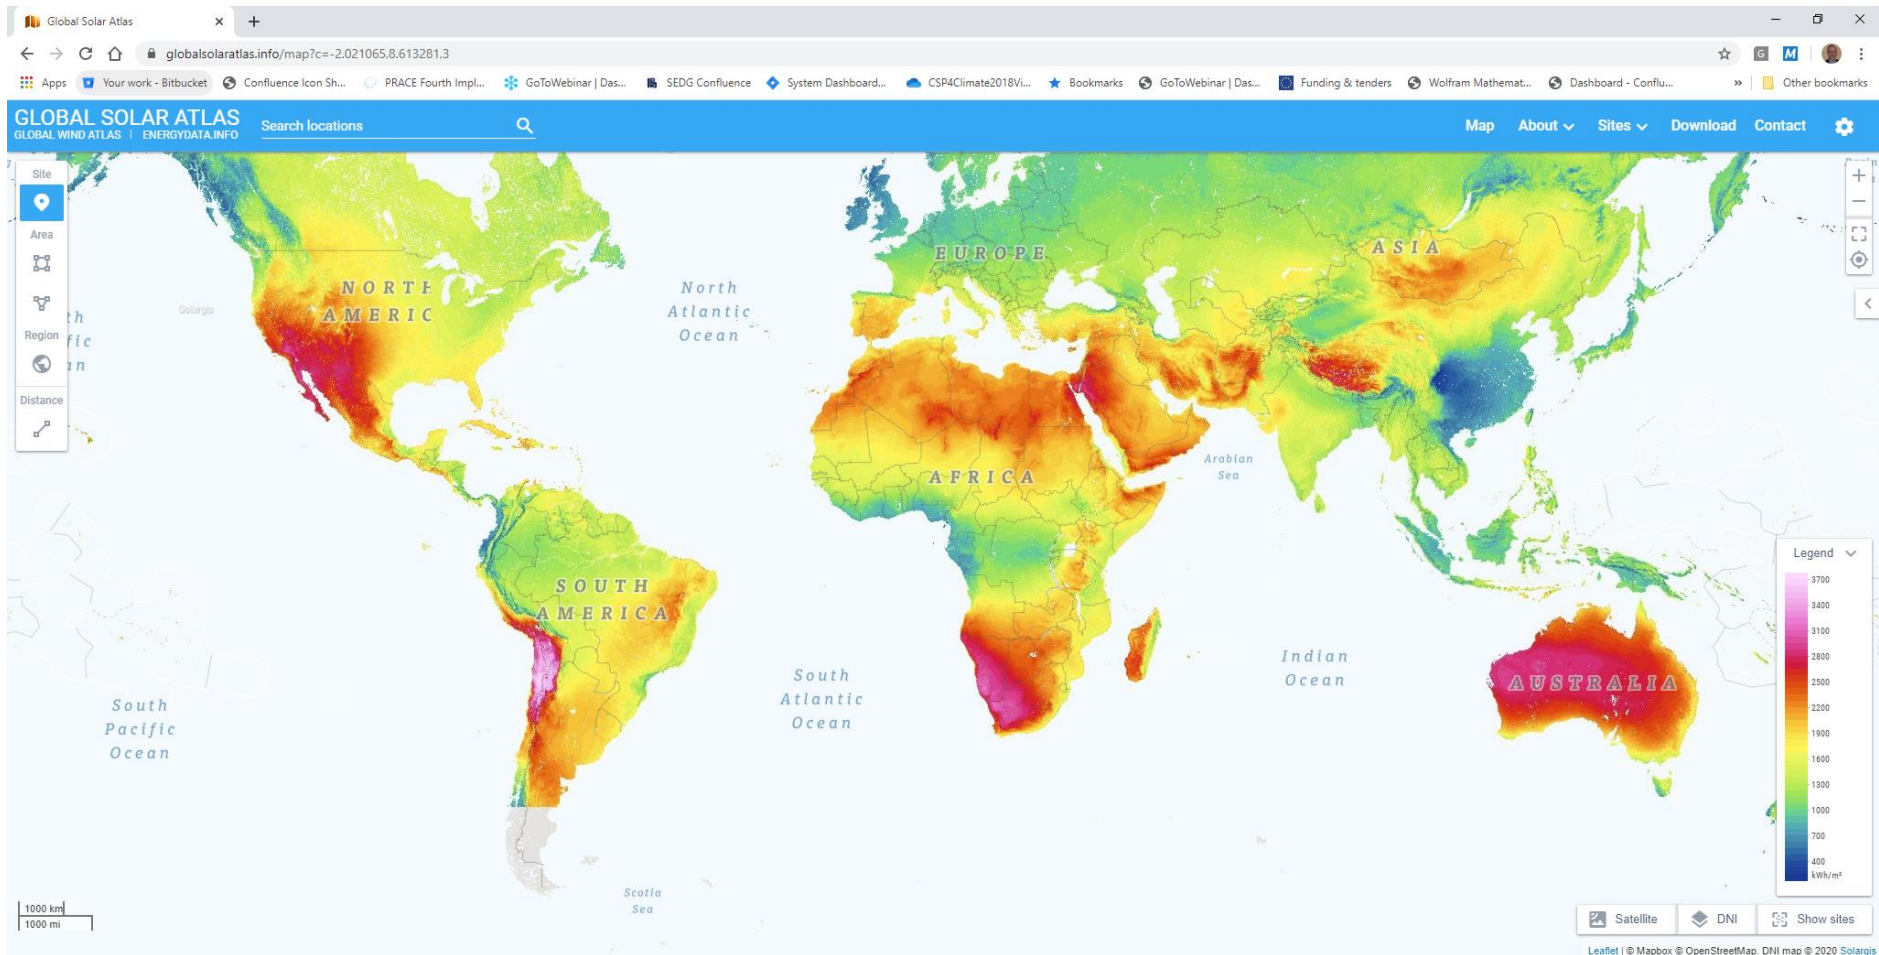 Global Solar Atlas
globalsolaratlas.info/map?c=-2.021065,8.613281,3
Apps
Your work - Bitbucket
Confluence Icon Sh...
PRACE Fourth Impl...
GoToWebinar | Das...
SEDG Confluence
System Dashboard...
CSP4Climate2018Vi...
Bookmarks
GoToWebinar | Das...
Funding & tenders
Wolfram Mathemat...
Dashboard - Conflu...
Other bookmarks
GLOBAL SOLAR ATLAS
GLOBAL WIND ATLAS | ENERGYDATA.INFO
Search locations
Map
About
Sites
Download
Contact
Site
Area
Region
Distance
NORTH
AMERIC
North
Atlantic
Ocean
Solargis
EUROPE
ASIA
AFRICA
Arabian
Sea
SOUTH
AMERICA
South
Pacific
Ocean
South
Atlantic
Ocean
Indian
Ocean
AUSTRALIA
Scotia
Sea
Legend
3700
3400
3100
2800
2500
2200
1900
1600
1300
1000
700
400
kWh/m²
1000 km
1000 mi
Satellite
DNI
Show sites
Leaflet | © Mapbox © OpenStreetMap, DNI map © 2020 Solargis